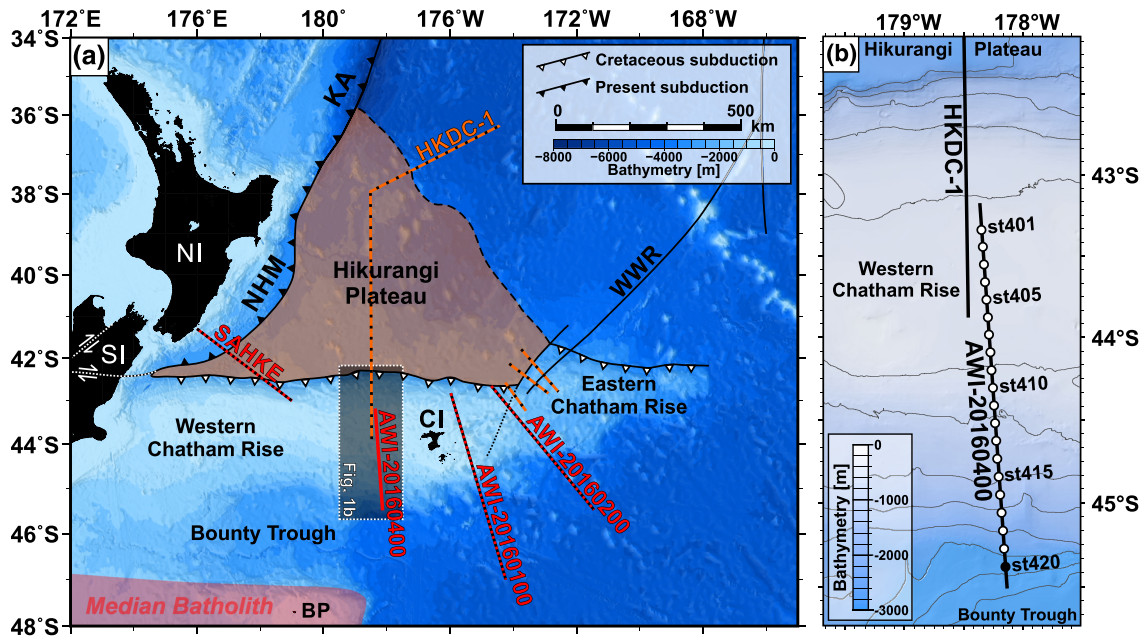 172°E
176°E
180°
176°W
172°W
168°W
34°S
36°S
38°S
40°S
42°S
44°S
46°S
48°S
(a)
KA
HKDC-1
Cretaceous subduction
Present subduction
0
500
km
−8000
−6000
−4000
−2000
0
Bathymetry [m]
NI
NHM
Hikurangi
Plateau
WWR
SI
SAHKE
Western
Chatham Rise
CI
Eastern
Chatham Rise
AWI-20160400
AWI-20160100
AWI-20160200
Fig. 1b
Bounty Trough
Median Batholith
BP
179°W
178°W
(b)
Hikurangi
Plateau
HKDC-1
43°S
st401
Western
Chatham Rise
st405
44°S
AWI-20160400
st410
st415
45°S
st420
0
-1000
-2000
-3000
Bathymetry [m]
Bounty Trough